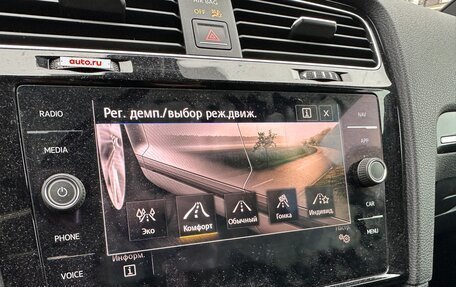 AIR BAG
OFF
auto.ru
RADIO
MEDIA
PHONE
VOICE
Рег. демп./выбор реж.движ.
i
X
NAV
APP
CAR
MENU
Эко
Комфорт
Обычный
Гонка
Индивид.
Информ.
i
Настр.